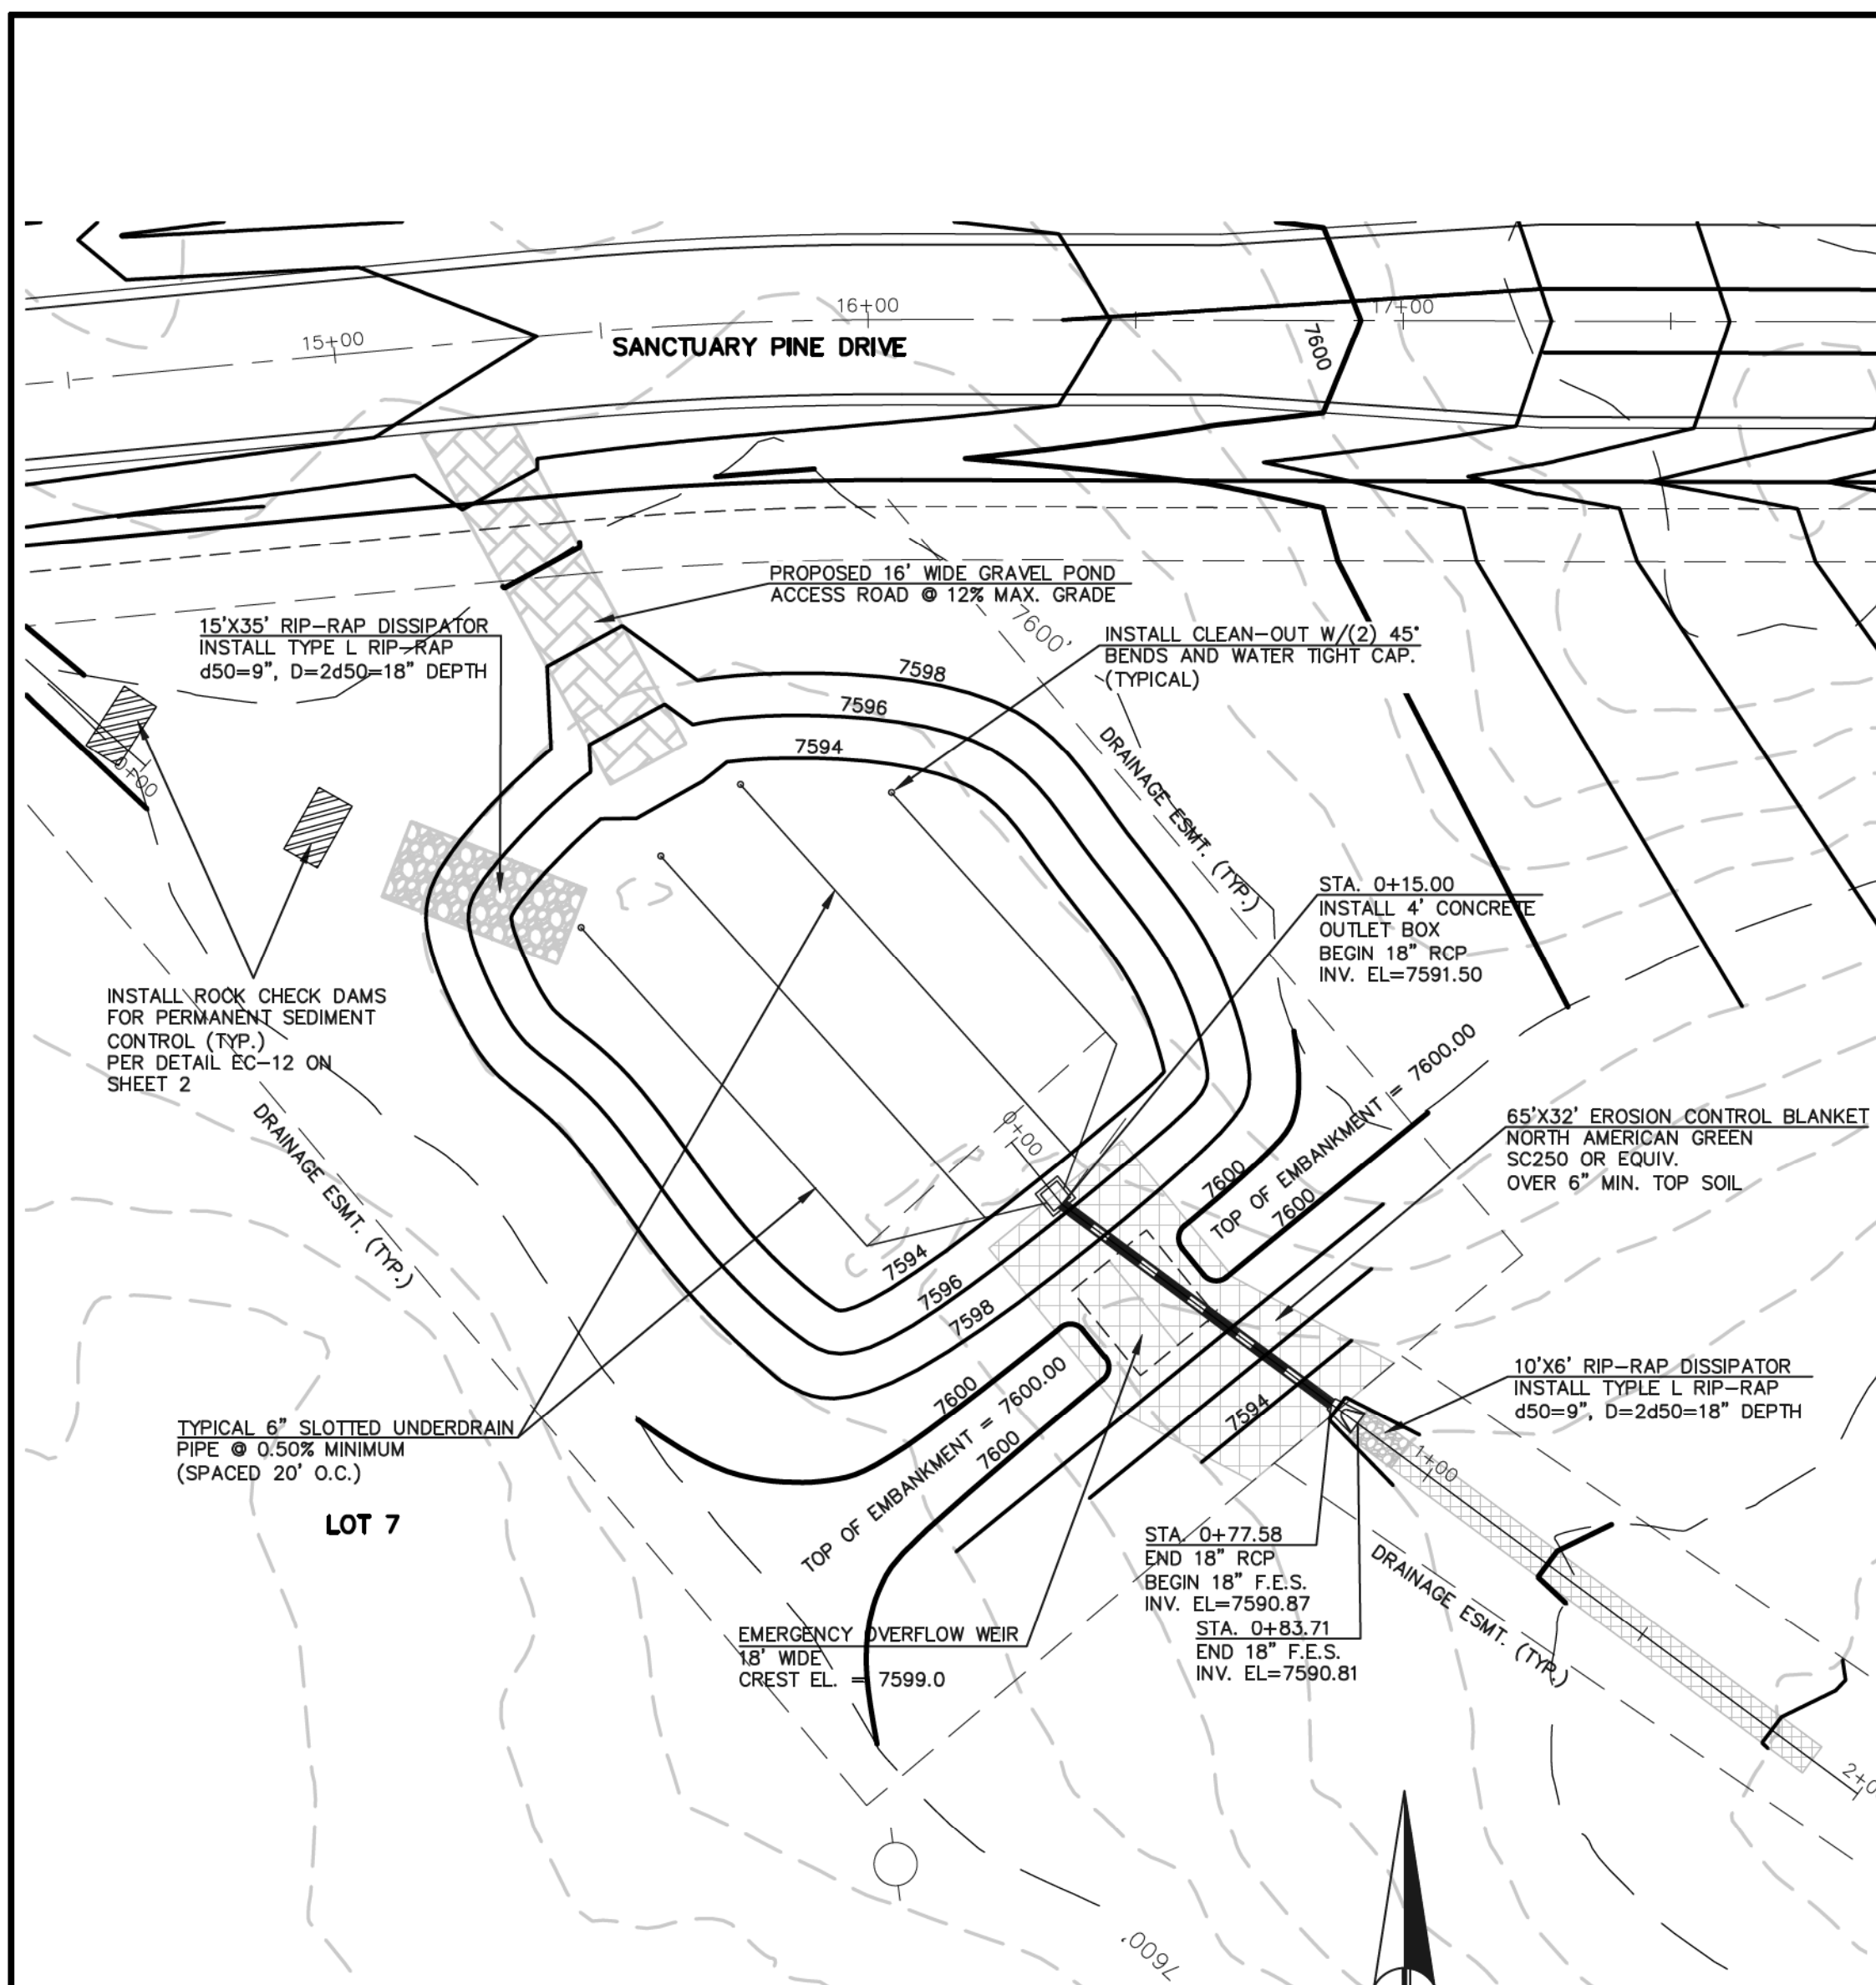 16+00
17+00
15+00
SANCTUARY PINE DRIVE
7600
PROPOSED 16' WIDE GRAVEL POND
ACCESS ROAD @ 12% MAX. GRADE
7600'
15'X35' RIP-RAP DISSIPATOR
INSTALL TYPE L RIP-RAP
d50=9", D=2d50=18" DEPTH
INSTALL CLEAN-OUT W/(2) 45°
BENDS AND WATER TIGHT CAP.
(TYPICAL)
7598
7596
7594
DRAINAGE ESMT. (TYP.)
0+00
STA. 0+15.00
INSTALL 4' CONCRETE
OUTLET BOX
BEGIN 18" RCP
INV. EL=7591.50
INSTALL ROCK CHECK DAMS
FOR PERMANENT SEDIMENT
CONTROL (TYP.)
PER DETAIL EC-12 ON
SHEET 2
DRAINAGE ESMT. (TYP.)
0+00
7600
TOP OF EMBANKMENT = 7600.00
7600
65'X32' EROSION CONTROL BLANKET
NORTH AMERICAN GREEN
SC250 OR EQUIV.
OVER 6" MIN. TOP SOIL
7594
7596
7598
7600
TOP OF EMBANKMENT = 7600.00
7600
7594
10'X6' RIP-RAP DISSIPATOR
INSTALL TYPLE L RIP-RAP
d50=9", D=2d50=18" DEPTH
1+00
TYPICAL 6" SLOTTED UNDERDRAIN
PIPE @ 0.50% MINIMUM
(SPACED 20' O.C.)
LOT 7
STA. 0+77.58
END 18" RCP
BEGIN 18" F.E.S.
INV. EL=7590.87
STA. 0+83.71
END 18" F.E.S.
INV. EL=7590.81
DRAINAGE ESMT. (TYP.)
EMERGENCY OVERFLOW WEIR
18' WIDE
CREST EL. = 7599.0
2+0
7600'